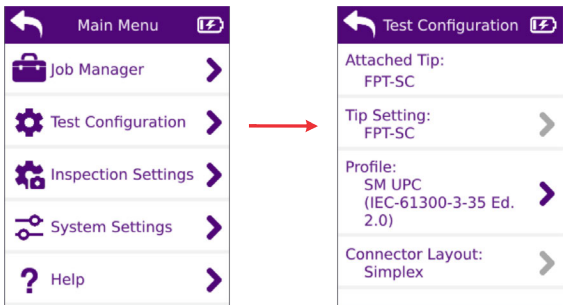 Main Menu
Job Manager
Test Configuration
Inspection Settings
System Settings
? Help
Test Configuration
Attached Tip:
FPT-SC
Tip Setting:
FPT-SC
Profile:
SM UPC
(IEC-61300-3-35 Ed.
2.0)
Connector Layout:
Simplex